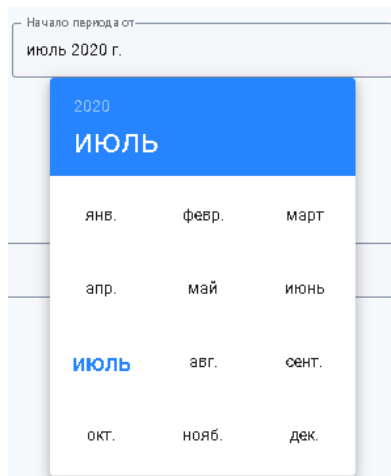 Начало периода от
июль 2020 г.
2020
ИЮЛЬ
янв. февр. март
апр. май июнь
ИЮЛЬ авг. сент.
окт. нояб. дек.